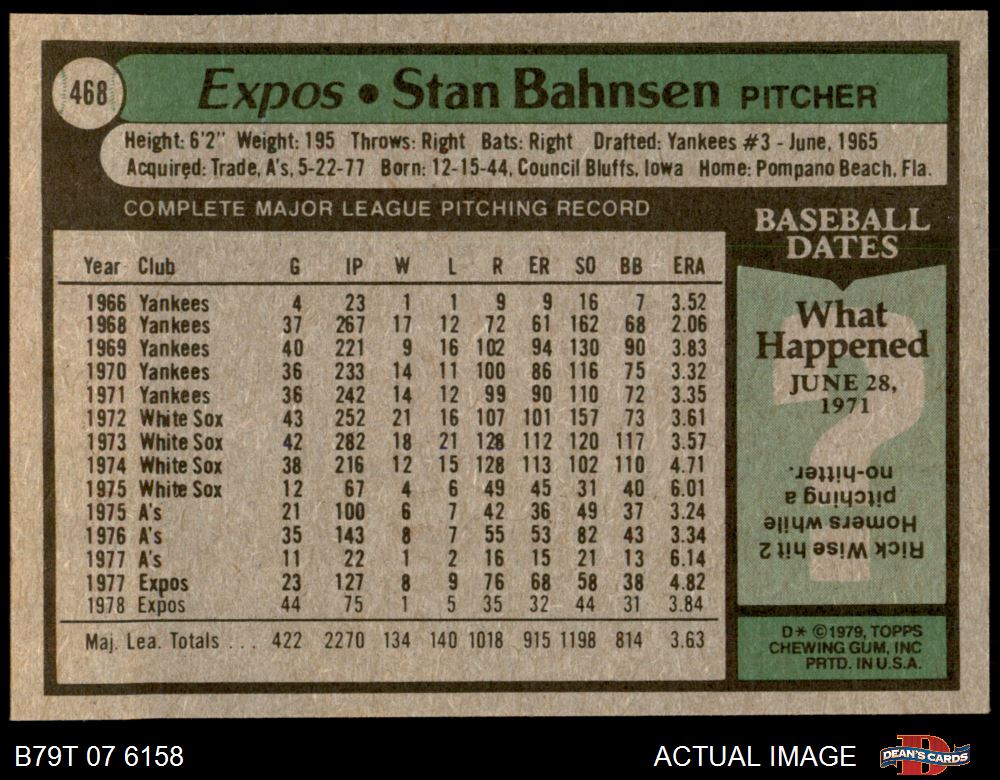 468
Expos • Stan Bahnsen PITCHER
Height: 6'2" Weight: 195 Throws: Right Bats: Right Drafted: Yankees #3 - June, 1965
Acquired: Trade, A's, 5-22-77 Born: 12-15-44, Council Bluffs, Iowa Home: Pompano Beach, Fla.
COMPLETE MAJOR LEAGUE PITCHING RECORD
Year Club G IP W L R ER SO BB ERA
1966 Yankees 4 23 1 1 9 9 16 7 3.52
1968 Yankees 37 267 17 12 72 61 162 68 2.06
1969 Yankees 40 221 9 16 102 94 130 90 3.83
1970 Yankees 36 233 14 11 100 86 116 75 3.32
1971 Yankees 36 242 14 12 99 90 110 72 3.35
1972 White Sox 43 252 21 16 107 101 157 73 3.61
1973 White Sox 42 282 18 21 128 112 120 117 3.57
1974 White Sox 38 216 12 15 128 113 102 110 4.71
1975 White Sox 12 67 4 6 49 45 31 40 6.01
1975 A's 21 100 6 7 42 36 49 37 3.24
1976 A's 35 143 8 7 55 53 82 43 3.34
1977 A's 11 22 1 2 16 15 21 13 6.14
1977 Expos 23 127 8 9 76 68 58 38 4.82
1978 Expos 44 75 1 5 35 32 44 31 3.84
Maj. Lea. Totals . . . 422 2270 134 140 1018 915 1198 814 3.63
BASEBALL
DATES
What
Happened
JUNE 28,
1971
?
Rick Wise hit 2
Homers while
pitching a
no-hitter.
D* ©1979, TOPPS
CHEWING GUM, INC
PRTD. IN U.S.A.
B79T 07 6158
ACTUAL IMAGE
D
DEAN'S CARDS